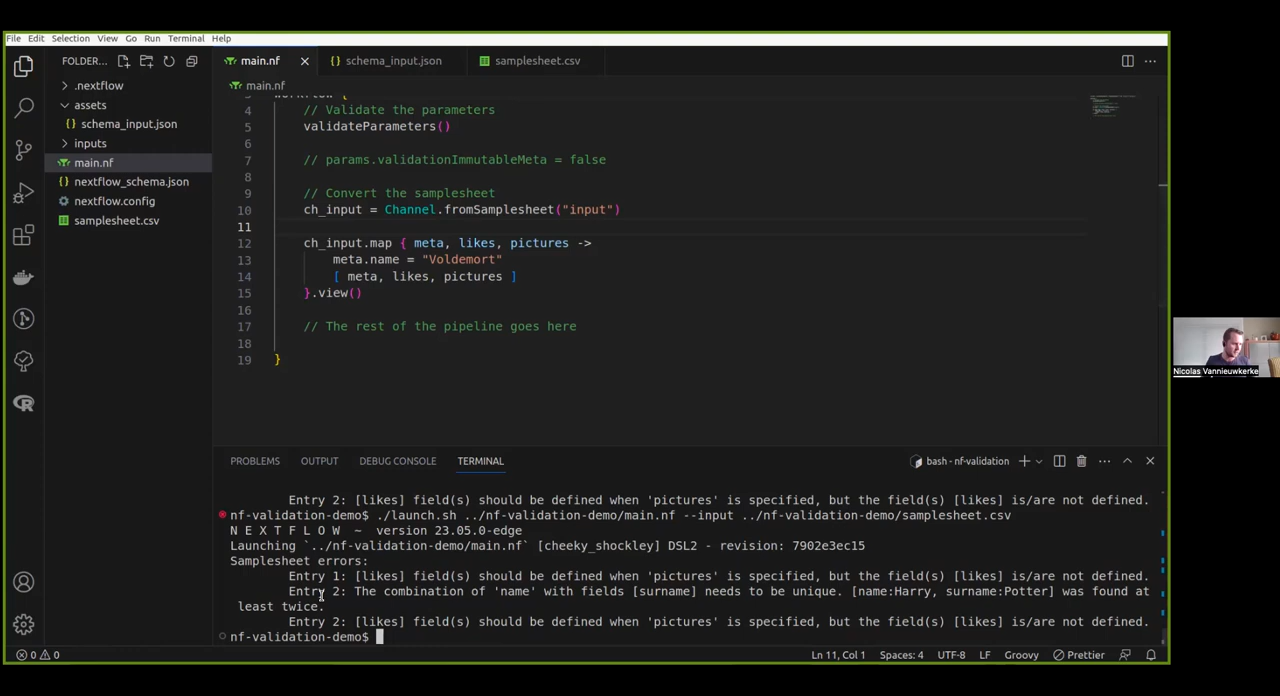 File Edit Selection View Go Run Terminal Help
FOLDER...
main.nf
schema_input.json
samplesheet.csv
.nextflow
assets
schema_input.json
inputs
main.nf
nextflow_schema.json
nextflow.config
samplesheet.csv
main.nf
4 // Validate the parameters
5 validateParameters()
6
7 // params.validationImmutableMeta = false
8
9 // Convert the samplesheet
10 ch_input = Channel.fromSamplesheet("input")
11
12 ch_input.map { meta, likes, pictures ->
13 meta.name = "Voldemort"
14 [ meta, likes, pictures ]
15 }.view()
16
17 // The rest of the pipeline goes here
18
19 }
PROBLEMS OUTPUT DEBUG CONSOLE TERMINAL
bash - nf-validation
Entry 2: [likes] field(s) should be defined when 'pictures' is specified, but the field(s) [likes] is/are not defined.
nf-validation-demo$ ./launch.sh ../nf-validation-demo/main.nf --input ../nf-validation-demo/samplesheet.csv
N E X T F L O W ~ version 23.05.0-edge
Launching `../nf-validation-demo/main.nf` [cheeky_shockley] DSL2 - revision: 7902e3ec15
Samplesheet errors:
Entry 1: [likes] field(s) should be defined when 'pictures' is specified, but the field(s) [likes] is/are not defined.
Entry 2: The combination of 'name' with fields [surname] needs to be unique. [name:Harry, surname:Potter] was found at
least twice.
Entry 2: [likes] field(s) should be defined when 'pictures' is specified, but the field(s) [likes] is/are not defined.
nf-validation-demo$
0 0
Ln 11, Col 1
Spaces: 4
UTF-8
LF
Groovy
Prettier
Nicolas Vannieuwkerke